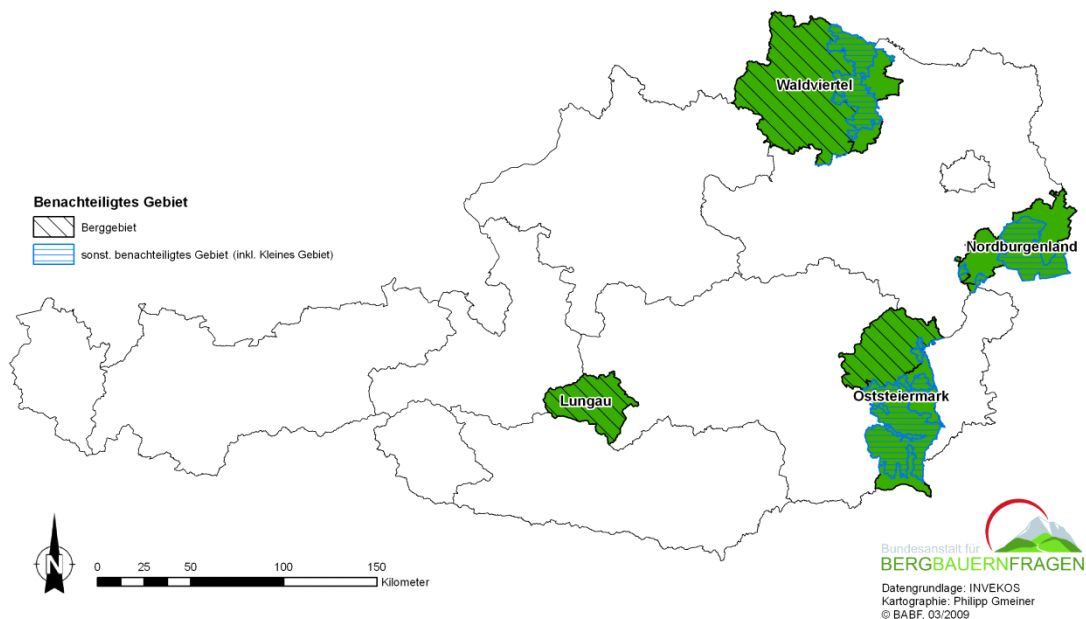 Waldviertel
Benachteiligtes Gebiet
Berggebiet
sonst. benachteiligtes Gebiet (inkl. Kleines Gebiet)
Nordburgenland
Lungau
Oststeiermark
N
0 25 50 100 150
Kilometer
Bundesanstalt für
BERGBAUERNFRAGEN
Datengrundlage: INVEKOS
Kartographie: Philipp Gmeiner
© BABF, 03/2009